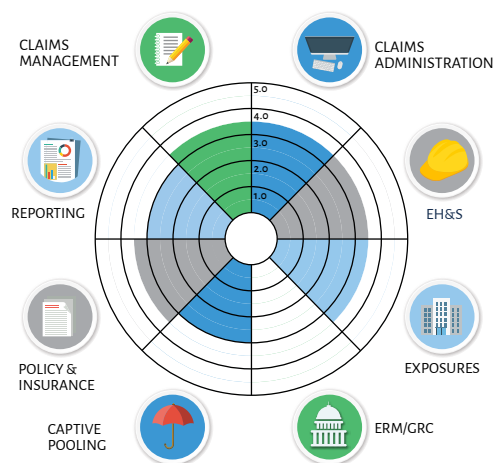 CLAIMS
MANAGEMENT
CLAIMS
ADMINISTRATION
5.0
4.0
3.0
2.0
1.0
REPORTING
EH&S
POLICY &
INSURANCE
EXPOSURES
CAPTIVE
POOLING
ERM/GRC